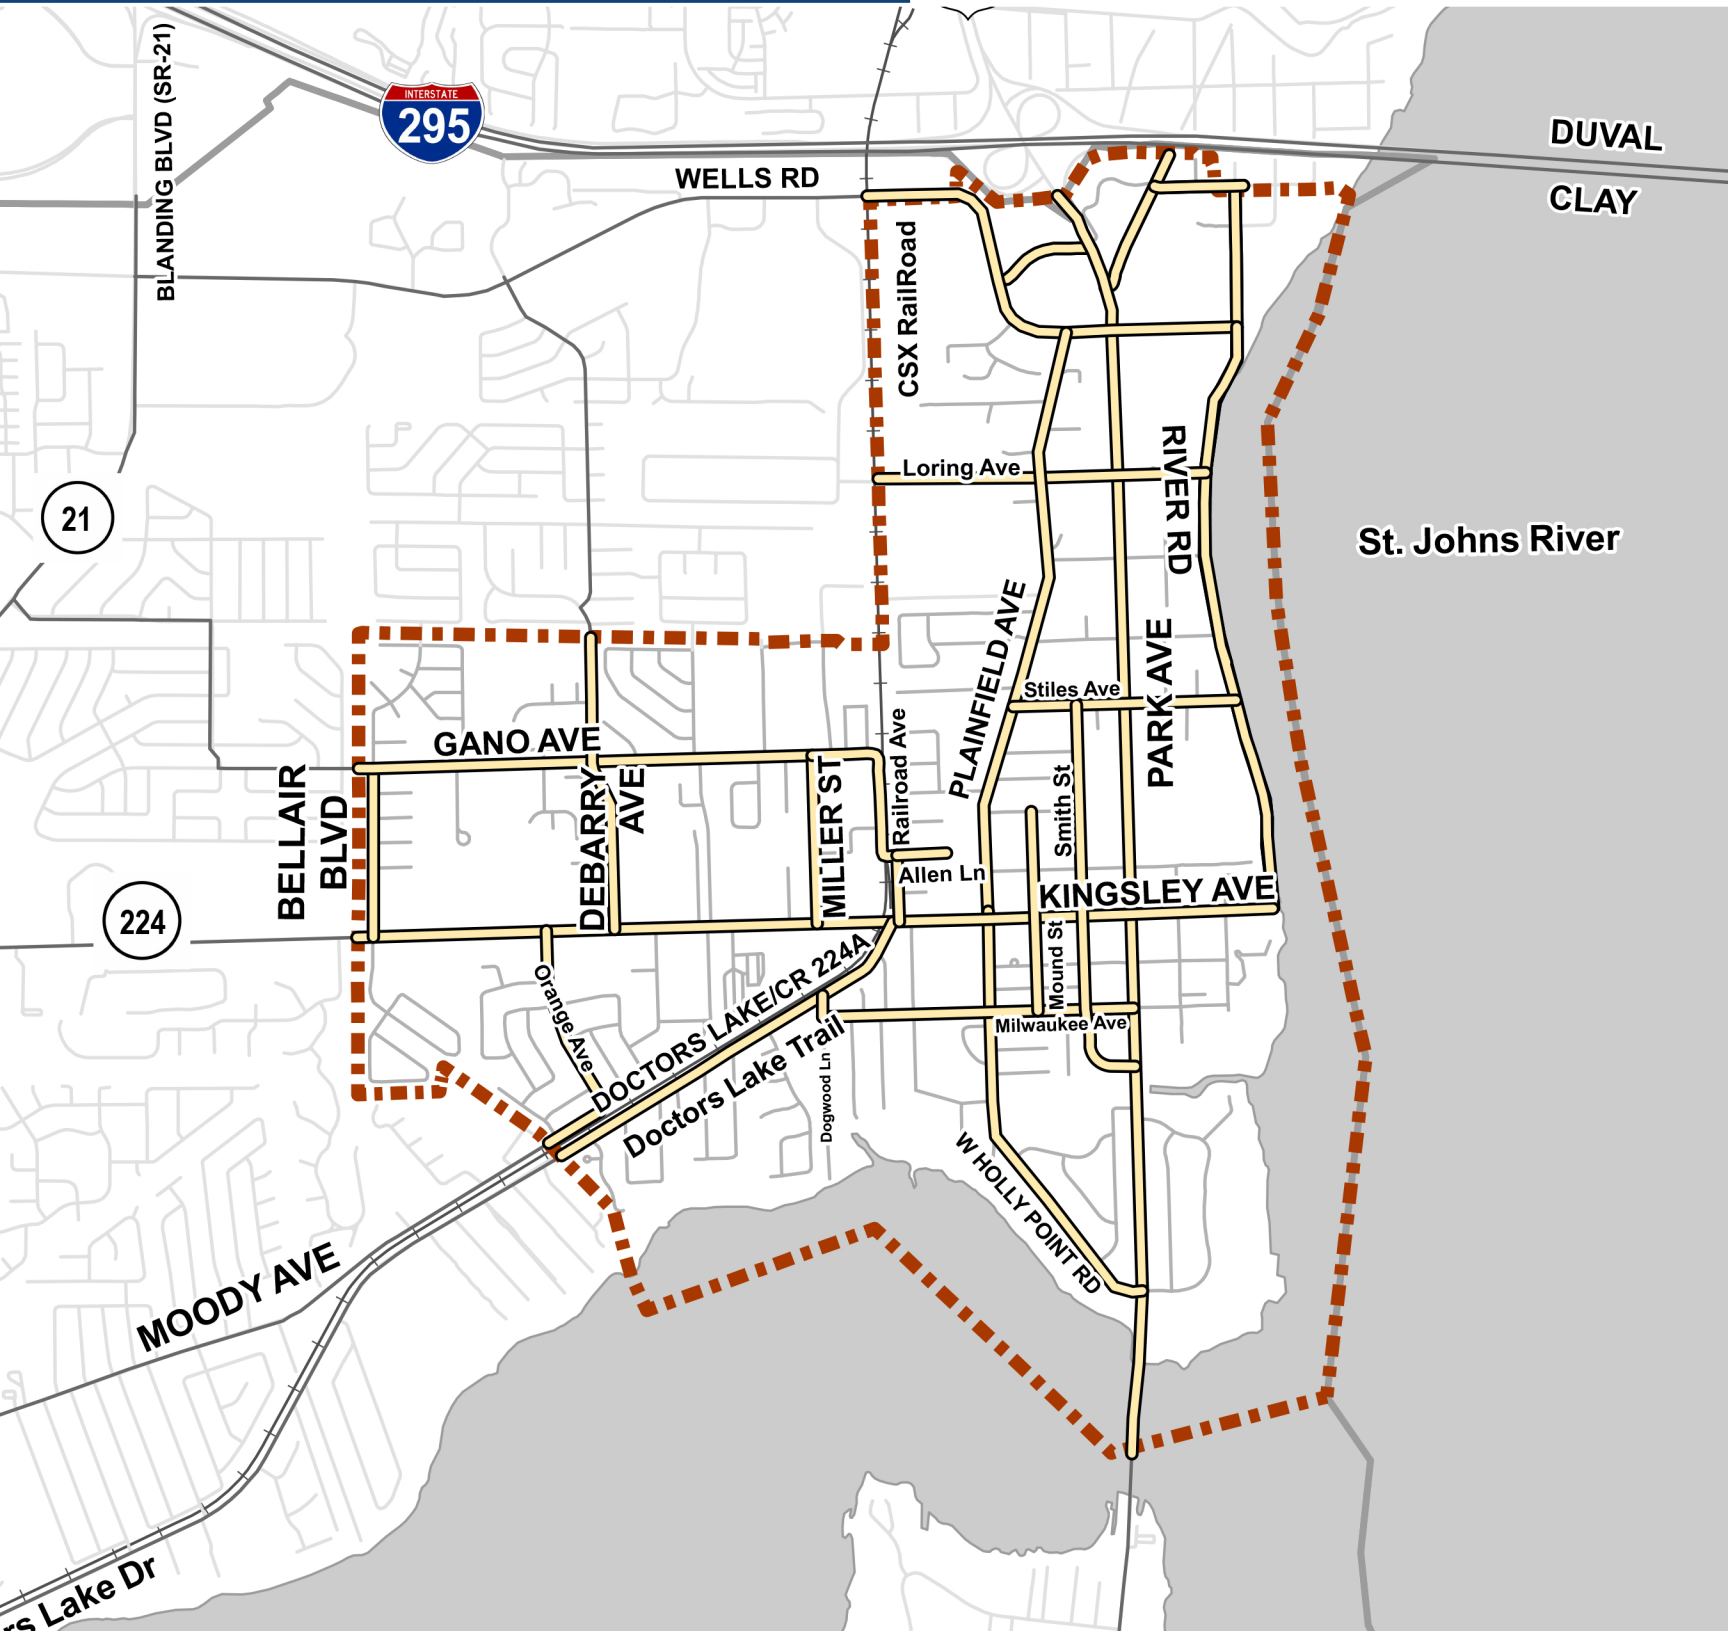 BLANDING BLVD (SR-21)
INTERSTATE
295
DUVAL
CLAY
WELLS RD
CSX RailRoad
Loring Ave
RIVER RD
21
St. Johns River
PLAINFIELD AVE
PARK AVE
Stiles Ave
Railroad Ave
GANO AVE
Smith St
BELLAIR
BLVD
DEBARRY
AVE
MILLER ST
Allen Ln
KINGSLEY AVE
224
Mound St
Orange Ave
DOCTORS LAKE/CR 224A
Milwaukee Ave
Doctors Lake Trail
Dogwood Ln
W HOLLY POINT RD
MOODY AVE
rs Lake Dr